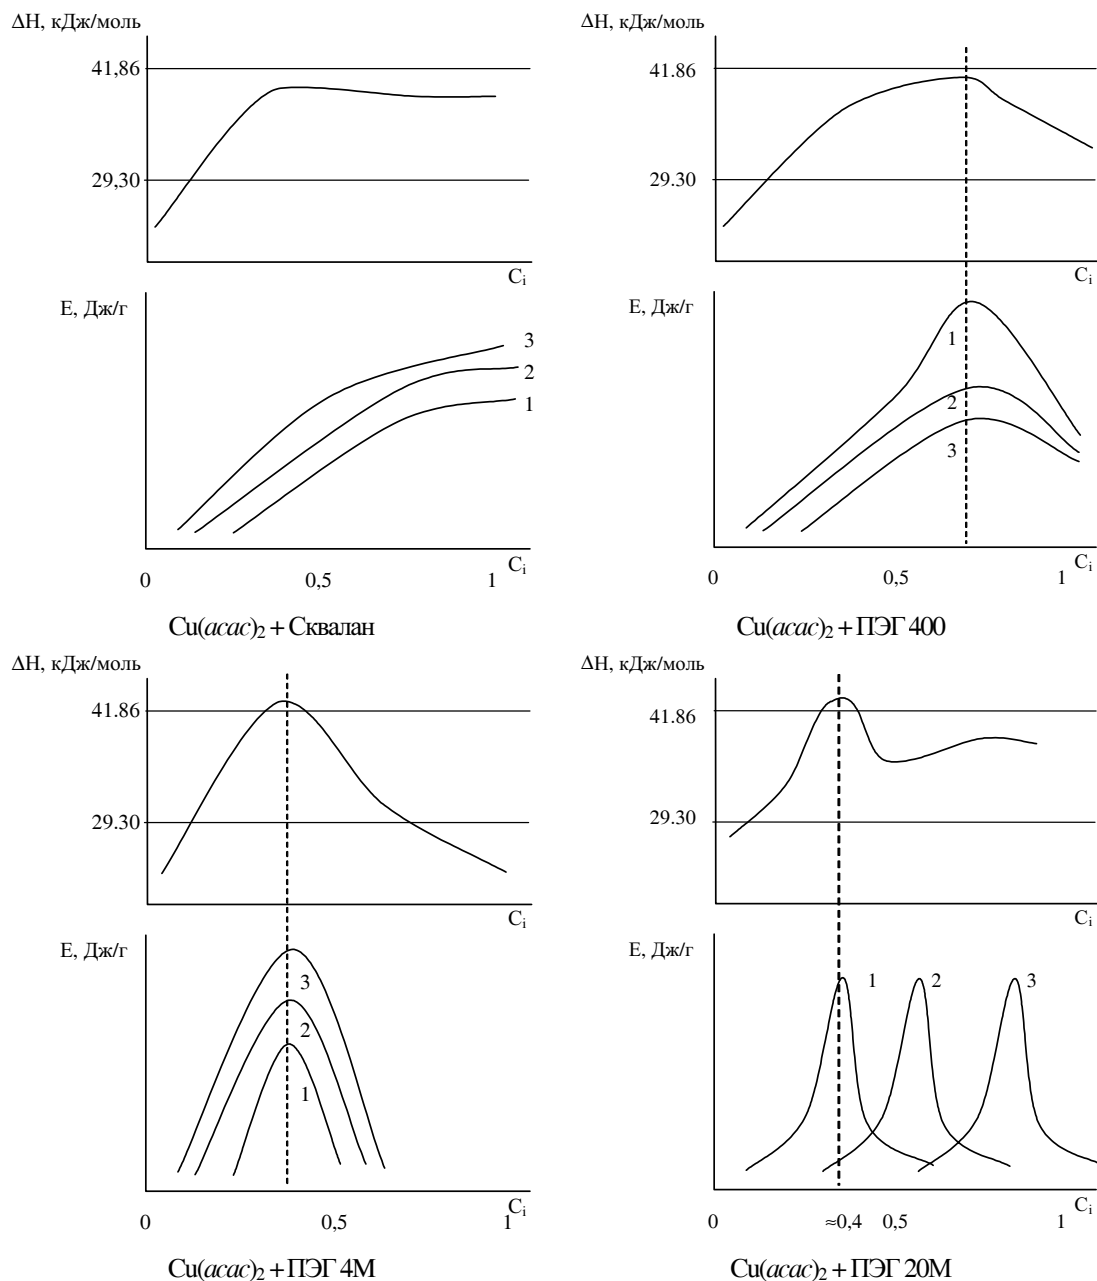 ΔH, кДж/моль
41,86
29,30
Ci
E, Дж/г
3
2
1
Ci
0
0,5
1
Cu(acac)2 + Сквалан
ΔH, кДж/моль
41,86
29.30
Ci
E, Дж/г
1
2
3
Ci
0
0,5
1
Cu(acac)2 + ПЭГ 400
ΔH, кДж/моль
41.86
29.30
Ci
E, Дж/г
3
2
1
Ci
0
0,5
1
Cu(acac)2 + ПЭГ 4М
ΔH, кДж/моль
41.86
29.30
Ci
E, Дж/г
1
2
3
Ci
0
≈0,4
0,5
1
Cu(acac)2 + ПЭГ 20М